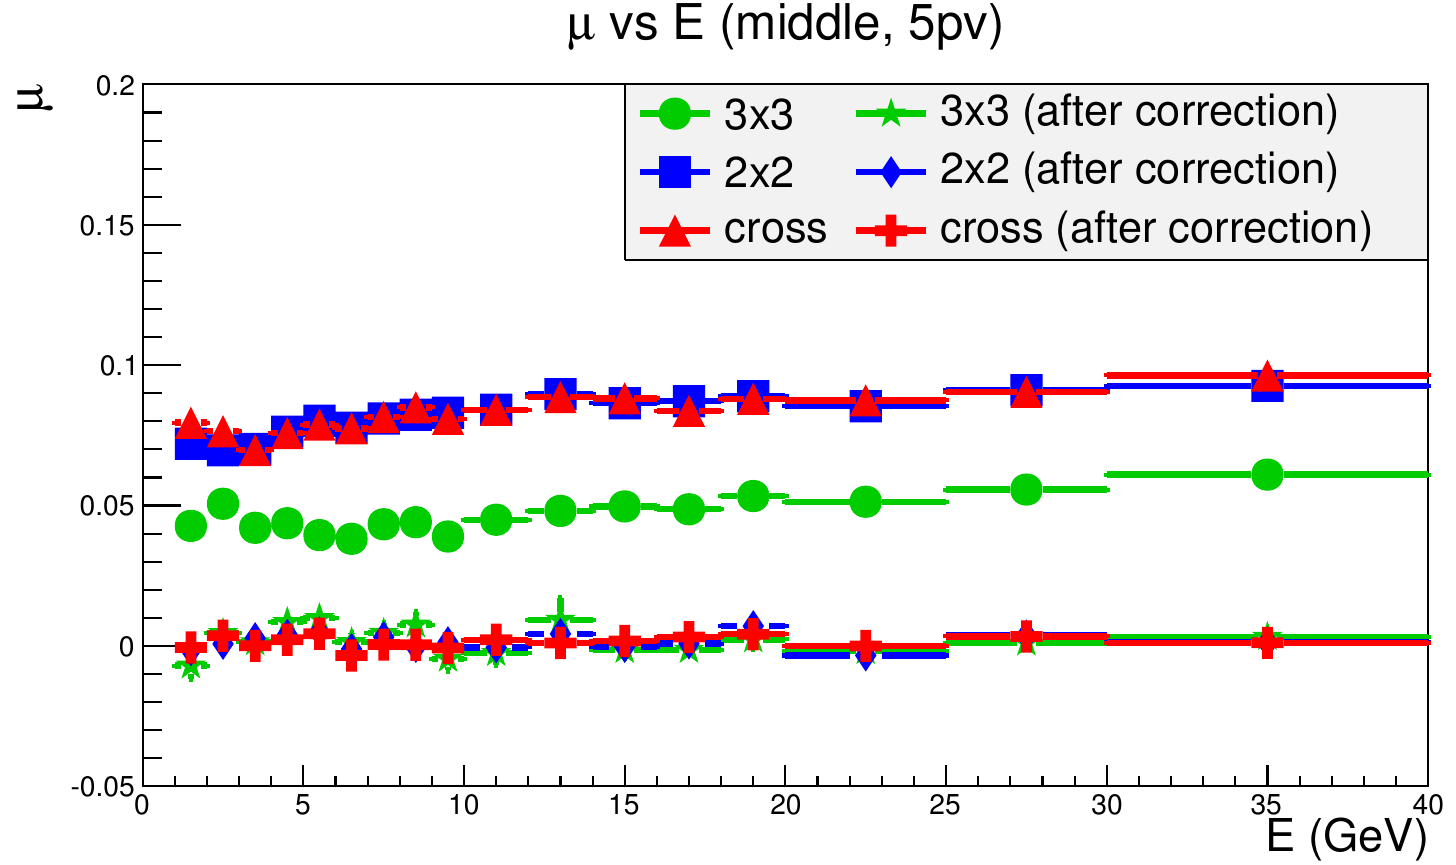 μ vs E (middle, 5pv)
μ
0.2
0.15
0.1
0.05
0
-0.05
3x3
3x3 (after correction)
2x2
2x2 (after correction)
cross
cross (after correction)
0 5 10 15 20 25 30 35 40
E (GeV)